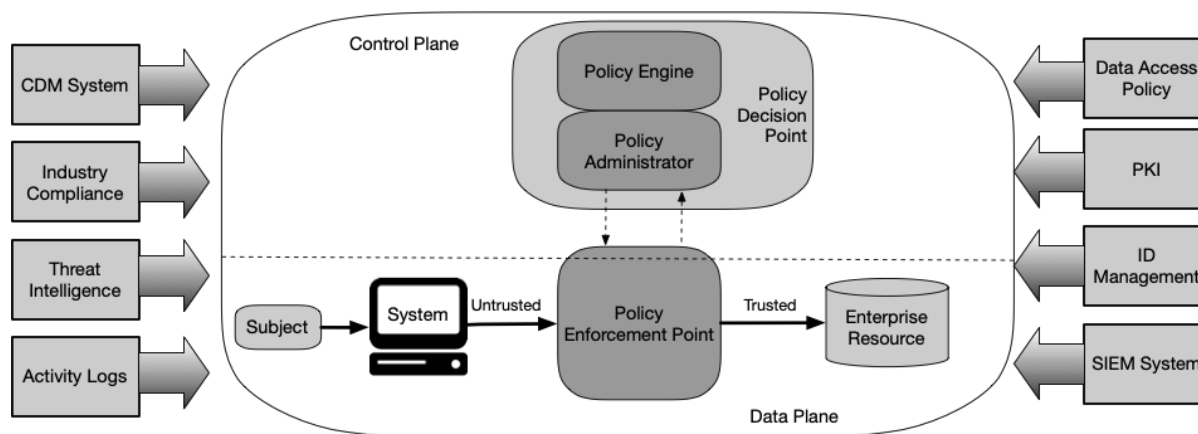 CDM System
Industry
Compliance
Threat
Intelligence
Activity Logs
Control Plane
Policy Engine
Policy
Administrator
Policy
Decision
Point
Subject
System
Untrusted
Policy
Enforcement Point
Trusted
Enterprise
Resource
Data Plane
Data Access
Policy
PKI
ID
Management
SIEM System